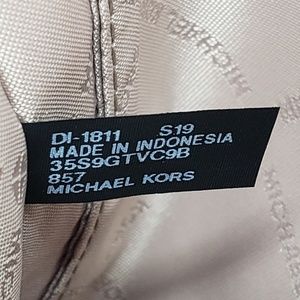 DI-1811 S19
MADE IN INDONESIA
35S9GTVC9B
857
MICHAEL KORS